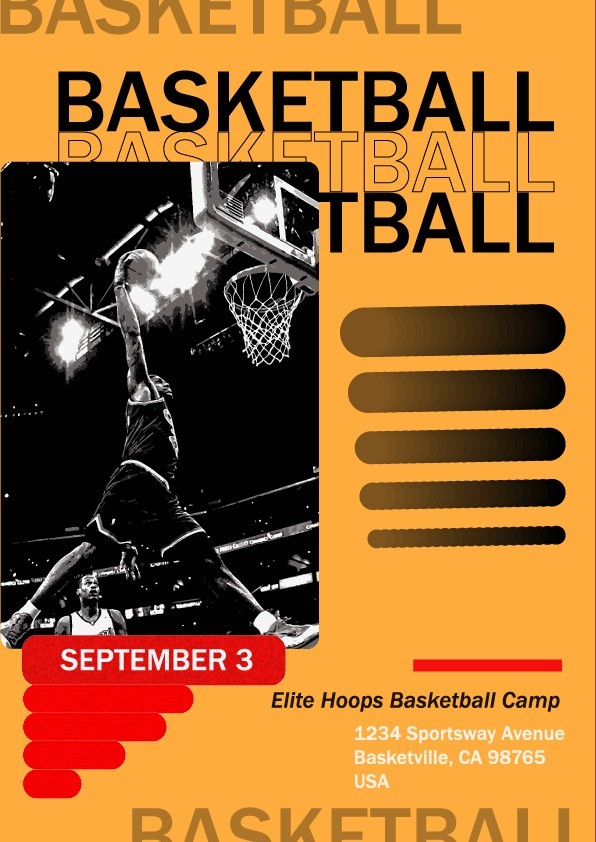 BASKETBALL
BASKETBALL
BASKETBALL
TBALL
SEPTEMBER 3
Elite Hoops Basketball Camp
1234 Sportsway Avenue
Basketville, CA 98765
USA
BASKETBALL